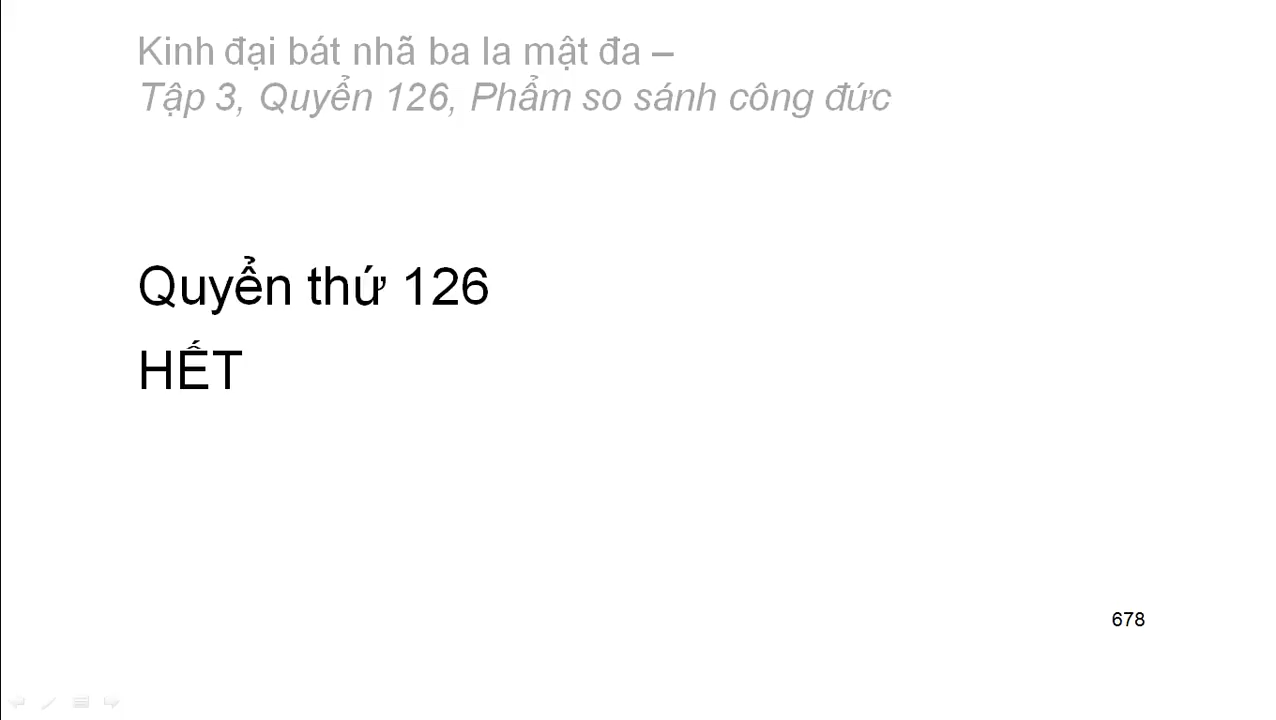 Kinh đại bát nhã ba la mật đa –
Tập 3, Quyển 126, Phẩm so sánh công đức
Quyển thứ 126
HẾT
678